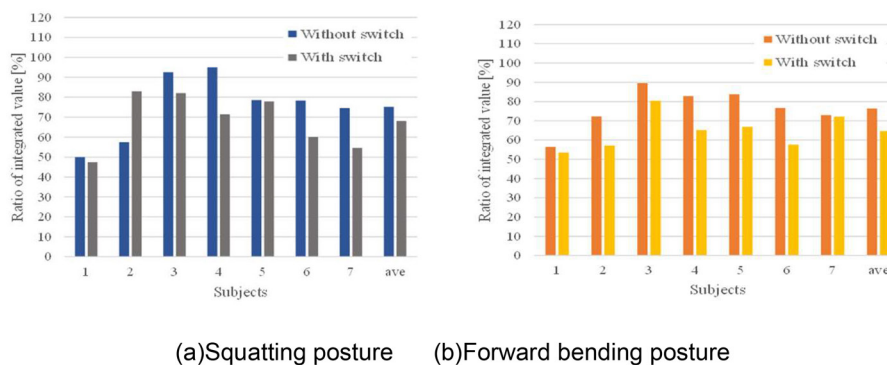 120
110
100
90
80
70
60
50
40
30
20
10
0
Ratio of integrated value [%]
Without switch
With switch
1 2 3 4 5 6 7 ave
Subjects
120
110
100
90
80
70
60
50
40
30
20
10
0
Ratio of integrated value [%]
Without switch
With switch
1 2 3 4 5 6 7 ave
Subjects
(a)Squatting posture (b)Forward bending posture